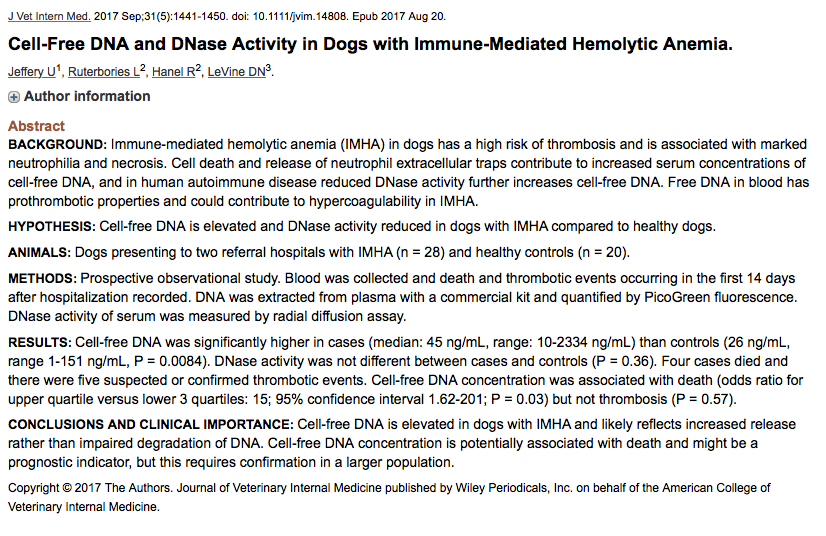 J Vet Intern Med. 2017 Sep;31(5):1441-1450. doi: 10.1111/jvim.14808. Epub 2017 Aug 20.
Cell-Free DNA and DNase Activity in Dogs with Immune-Mediated Hemolytic Anemia.
Jeffery U1, Ruterbories L2, Hanel R2, LeVine DN3.
Author information
Abstract
BACKGROUND: Immune-mediated hemolytic anemia (IMHA) in dogs has a high risk of thrombosis and is associated with marked
neutrophilia and necrosis. Cell death and release of neutrophil extracellular traps contribute to increased serum concentrations of
cell-free DNA, and in human autoimmune disease reduced DNase activity further increases cell-free DNA. Free DNA in blood has
prothrombotic properties and could contribute to hypercoagulability in IMHA.
HYPOTHESIS: Cell-free DNA is elevated and DNase activity reduced in dogs with IMHA compared to healthy dogs.
ANIMALS: Dogs presenting to two referral hospitals with IMHA (n = 28) and healthy controls (n = 20).
METHODS: Prospective observational study. Blood was collected and death and thrombotic events occurring in the first 14 days
after hospitalization recorded. DNA was extracted from plasma with a commercial kit and quantified by PicoGreen fluorescence.
DNase activity of serum was measured by radial diffusion assay.
RESULTS: Cell-free DNA was significantly higher in cases (median: 45 ng/mL, range: 10-2334 ng/mL) than controls (26 ng/mL,
range 1-151 ng/mL, P = 0.0084). DNase activity was not different between cases and controls (P = 0.36). Four cases died and
there were five suspected or confirmed thrombotic events. Cell-free DNA concentration was associated with death (odds ratio for
upper quartile versus lower 3 quartiles: 15; 95% confidence interval 1.62-201; P = 0.03) but not thrombosis (P = 0.57).
CONCLUSIONS AND CLINICAL IMPORTANCE: Cell-free DNA is elevated in dogs with IMHA and likely reflects increased release
rather than impaired degradation of DNA. Cell-free DNA concentration is potentially associated with death and might be a
prognostic indicator, but this requires confirmation in a larger population.
Copyright © 2017 The Authors. Journal of Veterinary Internal Medicine published by Wiley Periodicals, Inc. on behalf of the American College of
Veterinary Internal Medicine.